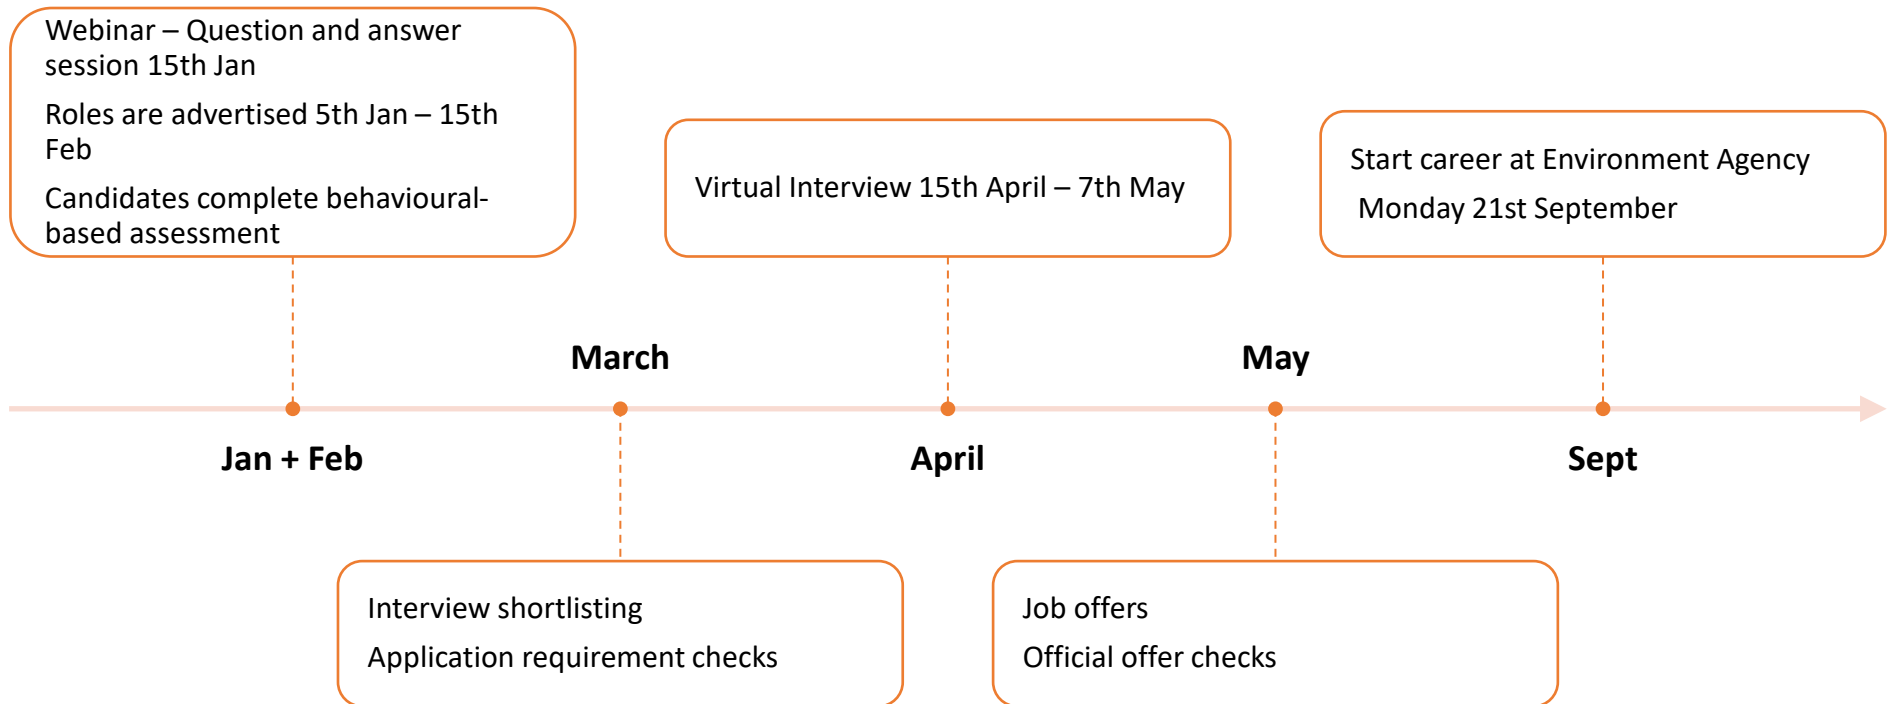 Webinar – Question and answer
session 15th Jan
Roles are advertised 5th Jan – 15th
Feb
Candidates complete behavioural-
based assessment
Virtual Interview 15th April – 7th May
Start career at Environment Agency
Monday 21st September
March
May
Jan + Feb
April
Sept
Interview shortlisting
Application requirement checks
Job offers
Official offer checks